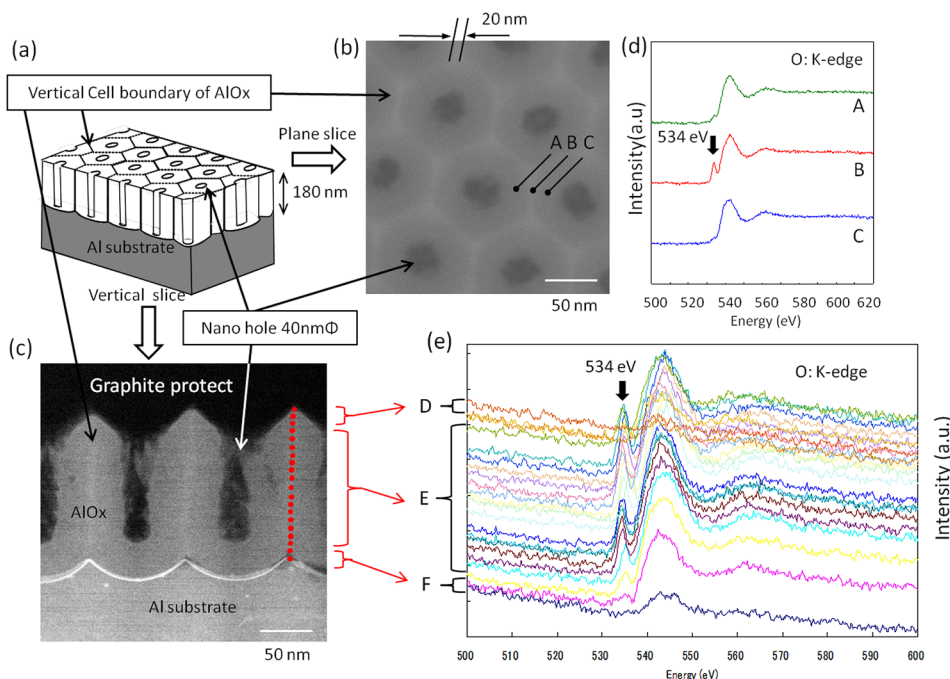 (a)
Vertical Cell boundary of AlOx
Plane slice
180 nm
Al substrate
Vertical slice
Nano hole 40nmΦ
(b)
20 nm
A B C
50 nm
(c)
Graphite protect
AlOx
Al substrate
50 nm
D
E
F
(d)
O: K-edge
534 eV
A
B
C
Intensity(a.u)
500 540 560 580 600 620
Energy (eV)
(e)
534 eV
O: K-edge
Intensity (a.u.)
500 510 520 530 540 550 560 570 580 590 600
Energy (eV)